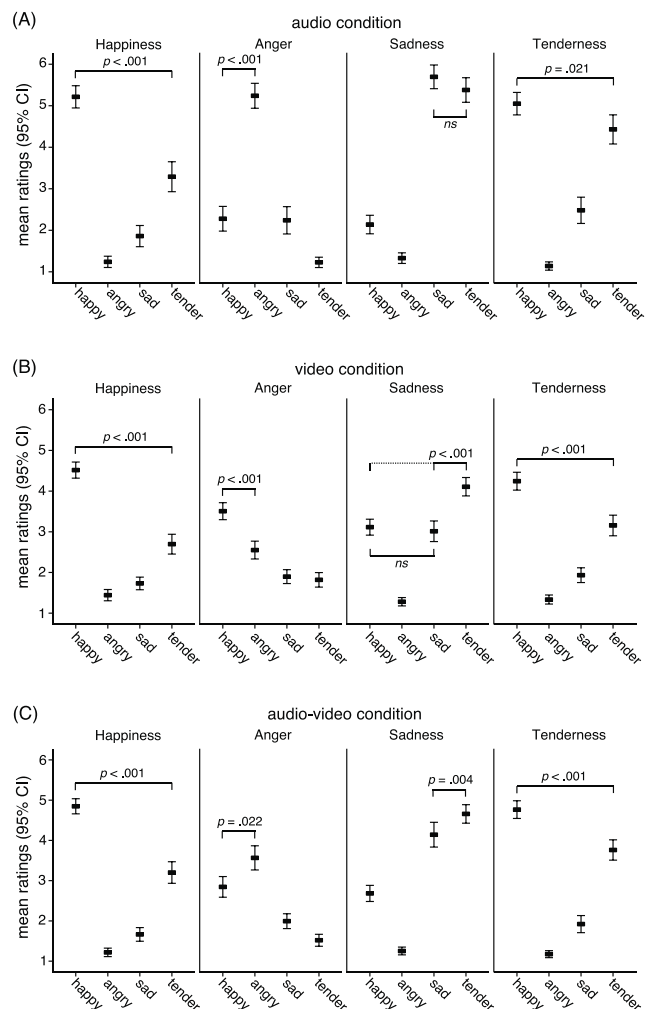 (A) audio condition
Happiness Anger Sadness Tenderness
mean ratings (95% CI)
6
5
4
3
2
1
p < .001
p < .001
ns
p = .021
happy angry sad tender happy angry sad tender happy angry sad tender happy angry sad tender
(B) video condition
Happiness Anger Sadness Tenderness
mean ratings (95% CI)
6
5
4
3
2
1
p < .001
p < .001
p < .001
ns
p < .001
happy angry sad tender happy angry sad tender happy angry sad tender happy angry sad tender
(C) audio-video condition
Happiness Anger Sadness Tenderness
mean ratings (95% CI)
6
5
4
3
2
1
p < .001
p = .022
p = .004
p < .001
happy angry sad tender happy angry sad tender happy angry sad tender happy angry sad tender